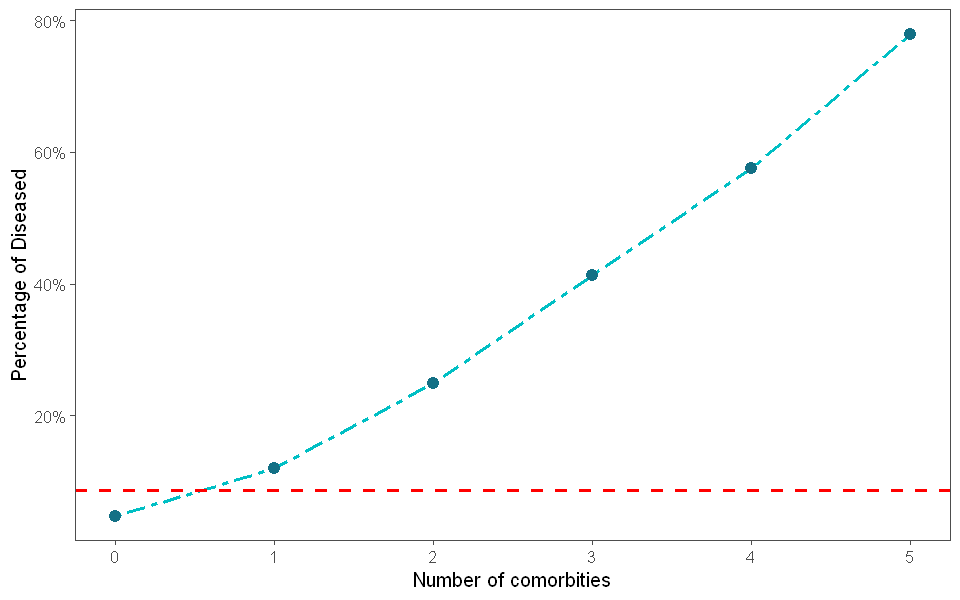 80%
60%
40%
20%
Percentage of Diseased
0 1 2 3 4 5
Number of comorbities